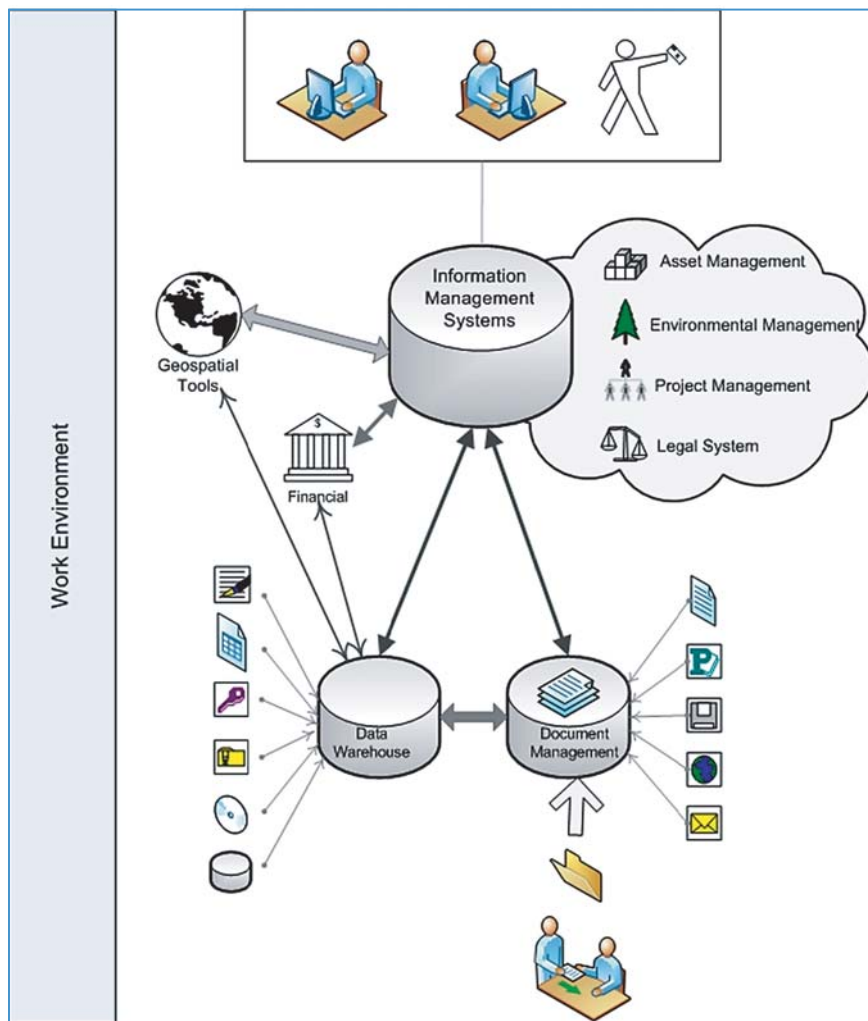 Work Environment
Information
Management
Systems
Asset Management
Environmental Management
Project Management
Legal System
Geospatial
Tools
$
Financial
Data
Warehouse
Document
Management
P